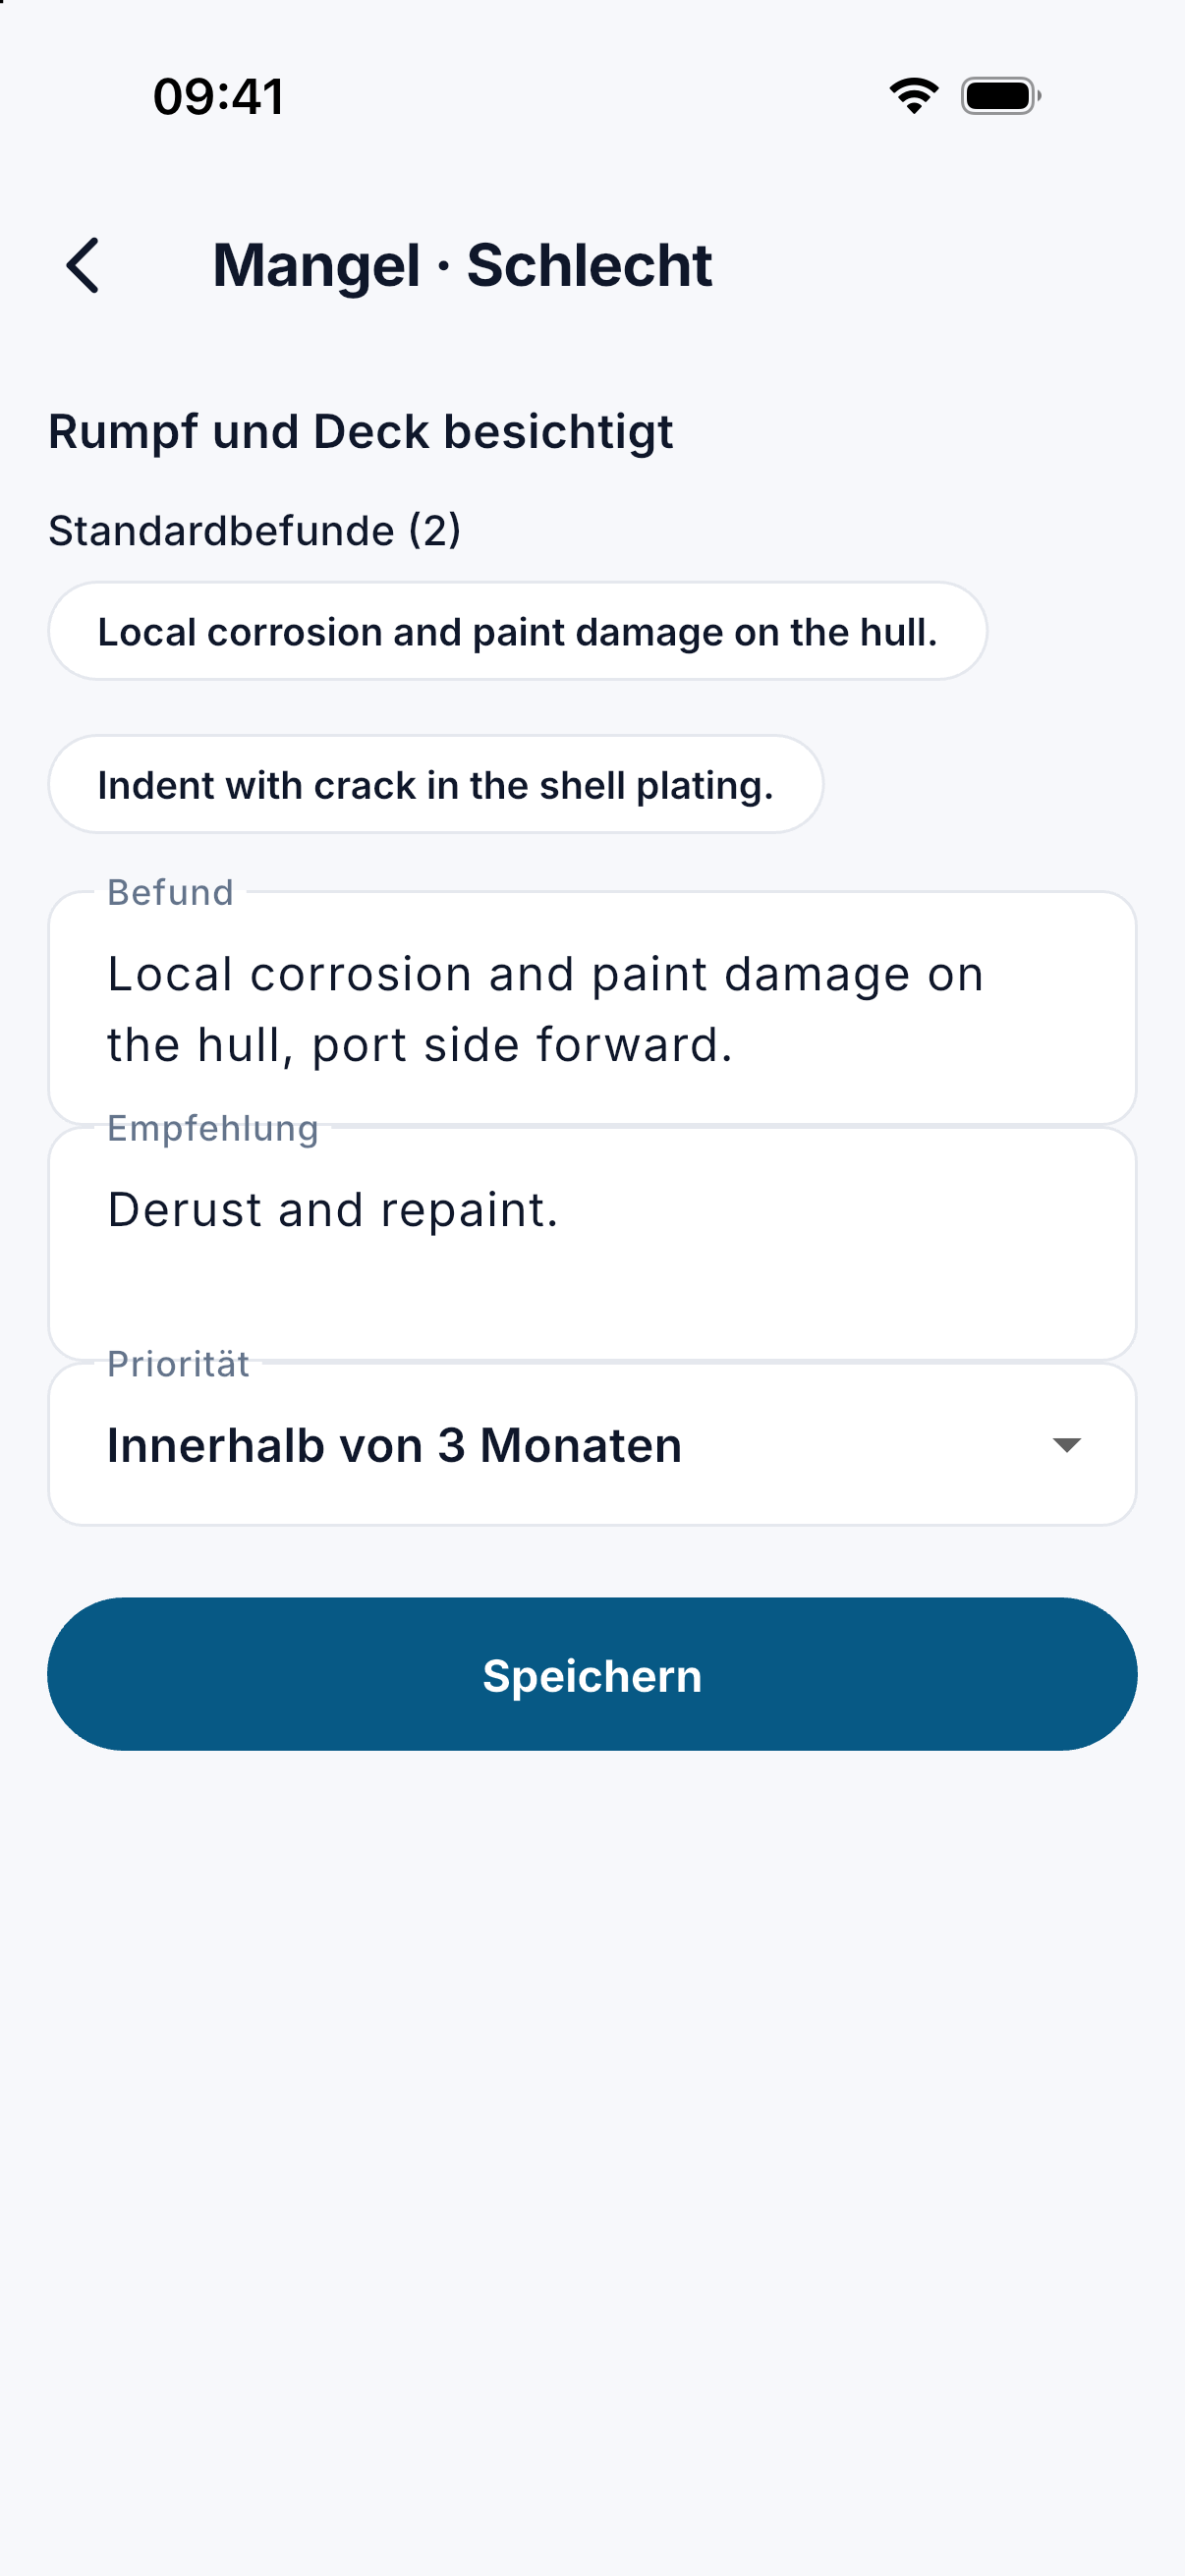 09:41
Mangel · Schlecht
Rumpf und Deck besichtigt
Standardbefunde (2)
Local corrosion and paint damage on the hull.
Indent with crack in the shell plating.
Befund
Local corrosion and paint damage on
the hull, port side forward.
Empfehlung
Derust and repaint.
Priorität
Innerhalb von 3 Monaten
Speichern